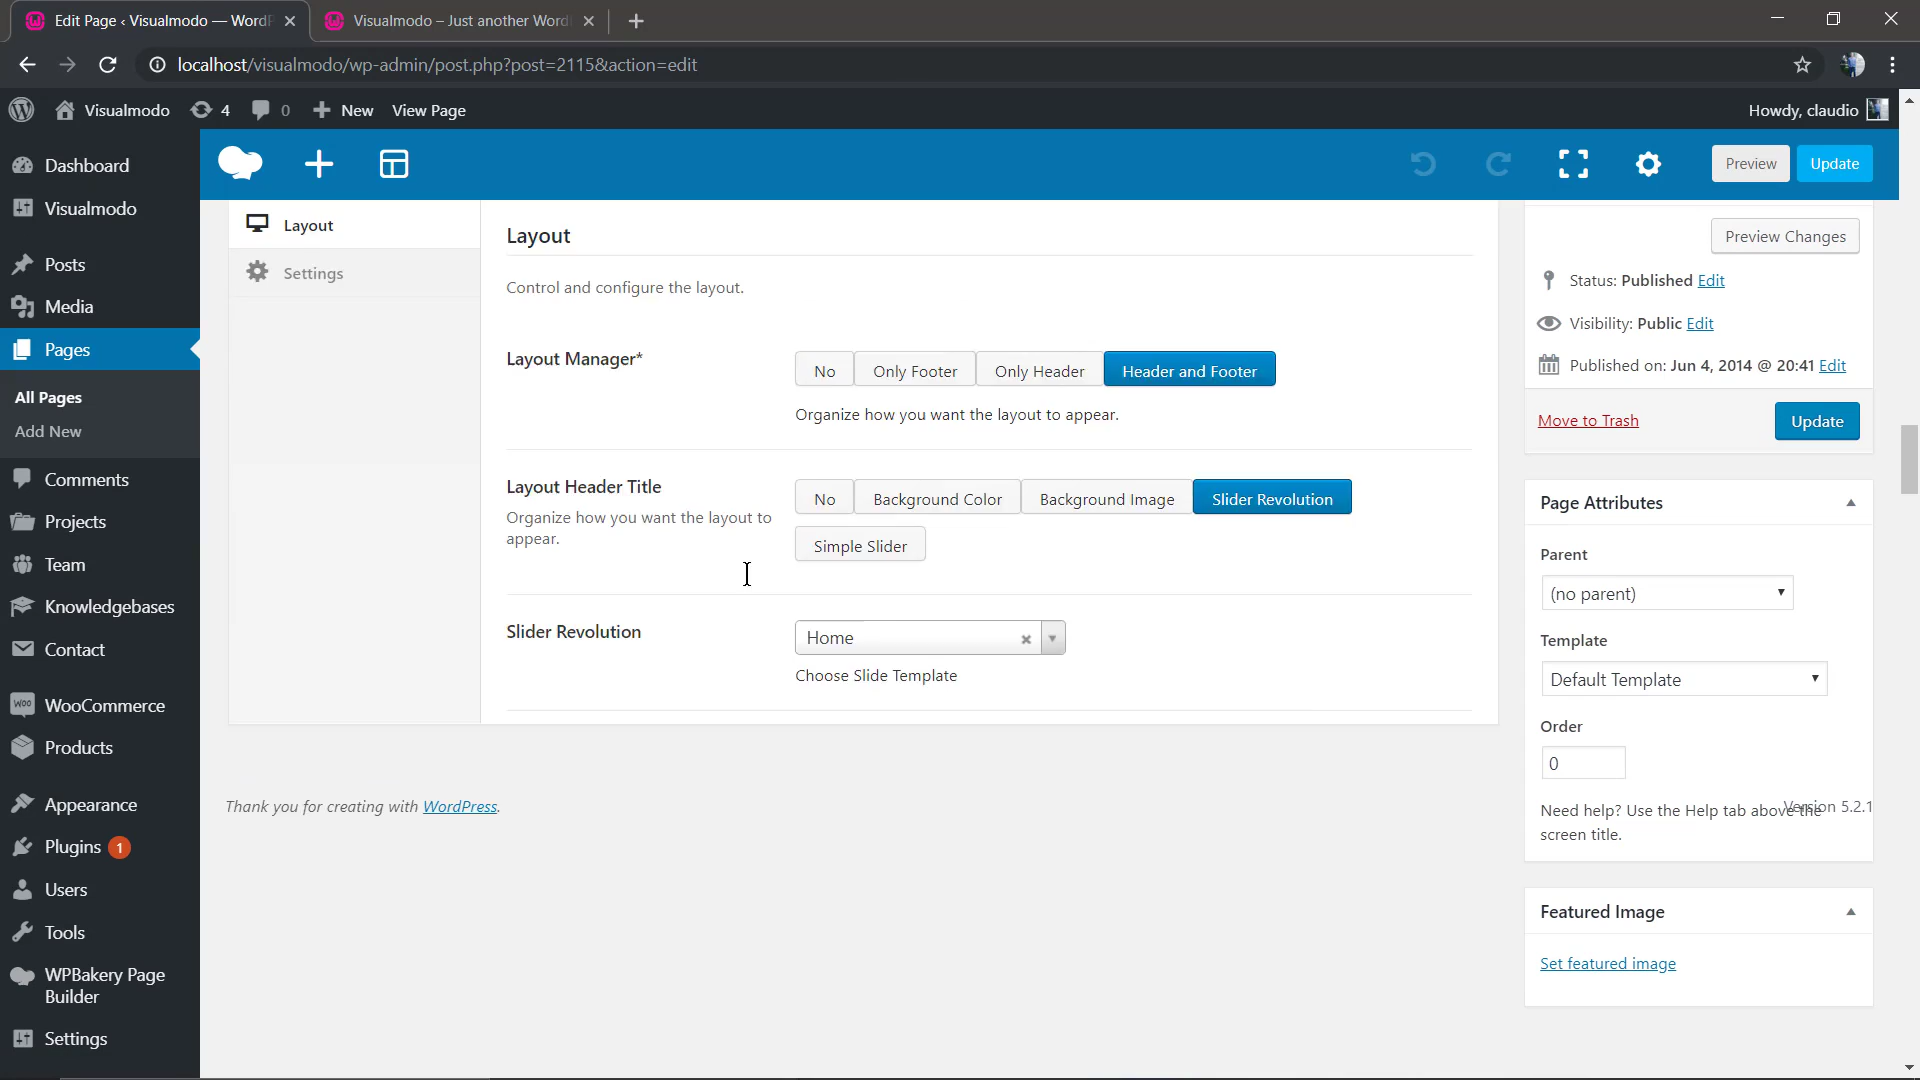 Edit Page ‹ Visualmodo — WordP
Visualmodo – Just another Word
localhost/visualmodo/wp-admin/post.php?post=2115&action=edit
Visualmodo
4
0
New
View Page
Howdy, claudio
Preview
Update
Dashboard
Visualmodo
Posts
Media
Pages
All Pages
Add New
Comments
Projects
Team
Knowledgebases
Contact
WOO
WooCommerce
Products
Appearance
Plugins
1
Users
Tools
WPBakery Page
Builder
Settings
Layout
Settings
Layout
Control and configure the layout.
Layout Manager*
No
Only Footer
Only Header
Header and Footer
Organize how you want the layout to appear.
Layout Header Title
Organize how you want the layout to
appear.
No
Background Color
Background Image
Slider Revolution
Simple Slider
Slider Revolution
Home
Choose Slide Template
Thank you for creating with WordPress.
Preview Changes
Status: Published Edit
Visibility: Public Edit
Published on: Jun 4, 2014 @ 20:41 Edit
Move to Trash
Update
Page Attributes
Parent
(no parent)
Template
Default Template
Order
0
Need help? Use the Help tab above the
screen title.
Version 5.2.1
Featured Image
Set featured image